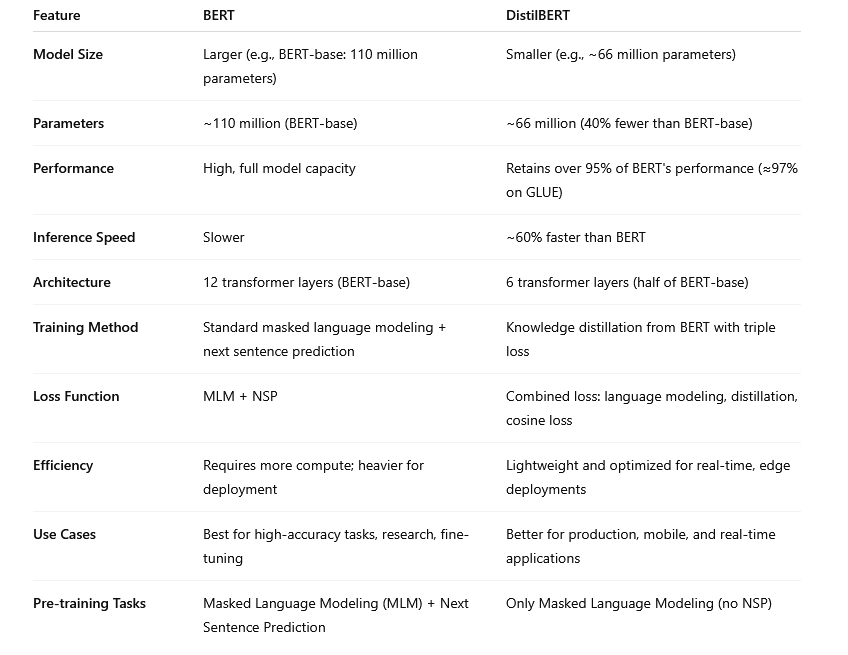 Feature BERT DistilBERT
Model Size Larger (e.g., BERT-base: 110 million Smaller (e.g., ~66 million parameters)
parameters)
Parameters ~110 million (BERT-base) ~66 million (40% fewer than BERT-base)
Performance High, full model capacity Retains over 95% of BERT's performance (≈97%
on GLUE)
Inference Speed Slower ~60% faster than BERT
Architecture 12 transformer layers (BERT-base) 6 transformer layers (half of BERT-base)
Training Method Standard masked language modeling + Knowledge distillation from BERT with triple
next sentence prediction loss
Loss Function MLM + NSP Combined loss: language modeling, distillation,
cosine loss
Efficiency Requires more compute; heavier for Lightweight and optimized for real-time, edge
deployment deployments
Use Cases Best for high-accuracy tasks, research, fine- Better for production, mobile, and real-time
tuning applications
Pre-training Tasks Masked Language Modeling (MLM) + Next Only Masked Language Modeling (no NSP)
Sentence Prediction